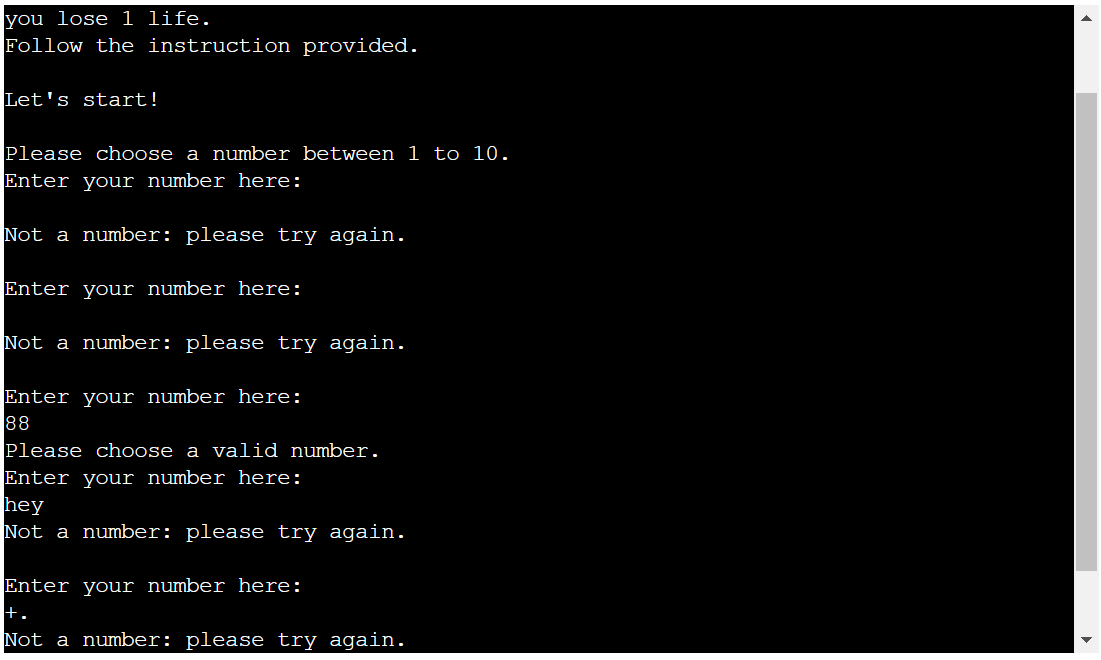 you lose 1 life.
Follow the instruction provided.
Let's start!
Please choose a number between 1 to 10.
Enter your number here:
Not a number: please try again.
Enter your number here:
Not a number: please try again.
Enter your number here:
88
Please choose a valid number.
Enter your number here:
hey
Not a number: please try again.
Enter your number here:
+.
Not a number: please try again.